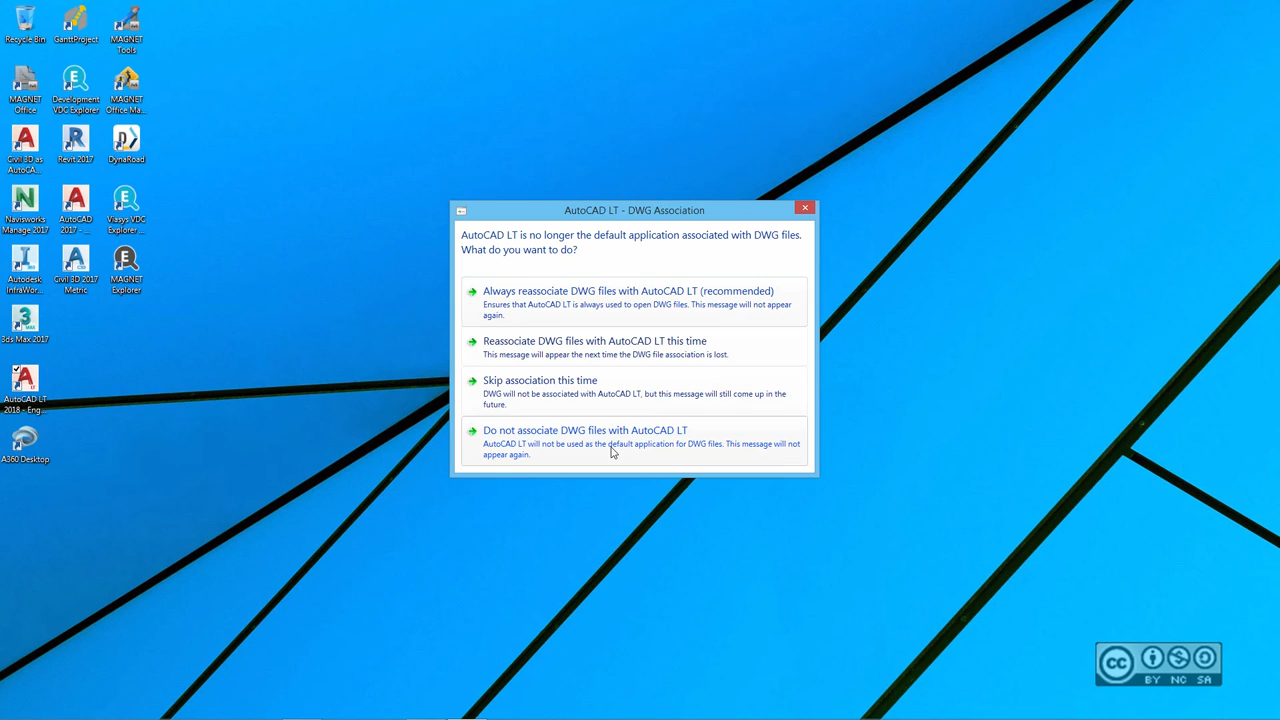 Recycle Bin
GanttProject
MAGNET
Tools
MAGNET
Office
Development
VDC Explorer
MAGNET
Office Ma...
Civil 3D as
AutoCA...
Revit 2017
DynaRoad
Navisworks
Manage 2017
AutoCAD
2017 - ...
Viasys VDC
Explorer ...
Autodesk
InfraWor...
Civil 3D 2017
Metric
MAGNET
Explorer
3ds Max 2017
AutoCAD LT
2018 - Eng...
A360 Desktop
AutoCAD LT - DWG Association
AutoCAD LT is no longer the default application associated with DWG files.
What do you want to do?
Always reassociate DWG files with AutoCAD LT (recommended)
Ensures that AutoCAD LT is always used to open DWG files. This message will not appear
again.
Reassociate DWG files with AutoCAD LT this time
This message will appear the next time the DWG file association is lost.
Skip association this time
DWG will not be associated with AutoCAD LT, but this message will still come up in the
future.
Do not associate DWG files with AutoCAD LT
AutoCAD LT will not be used as the default application for DWG files. This message will not
appear again.
cc
BY NC SA